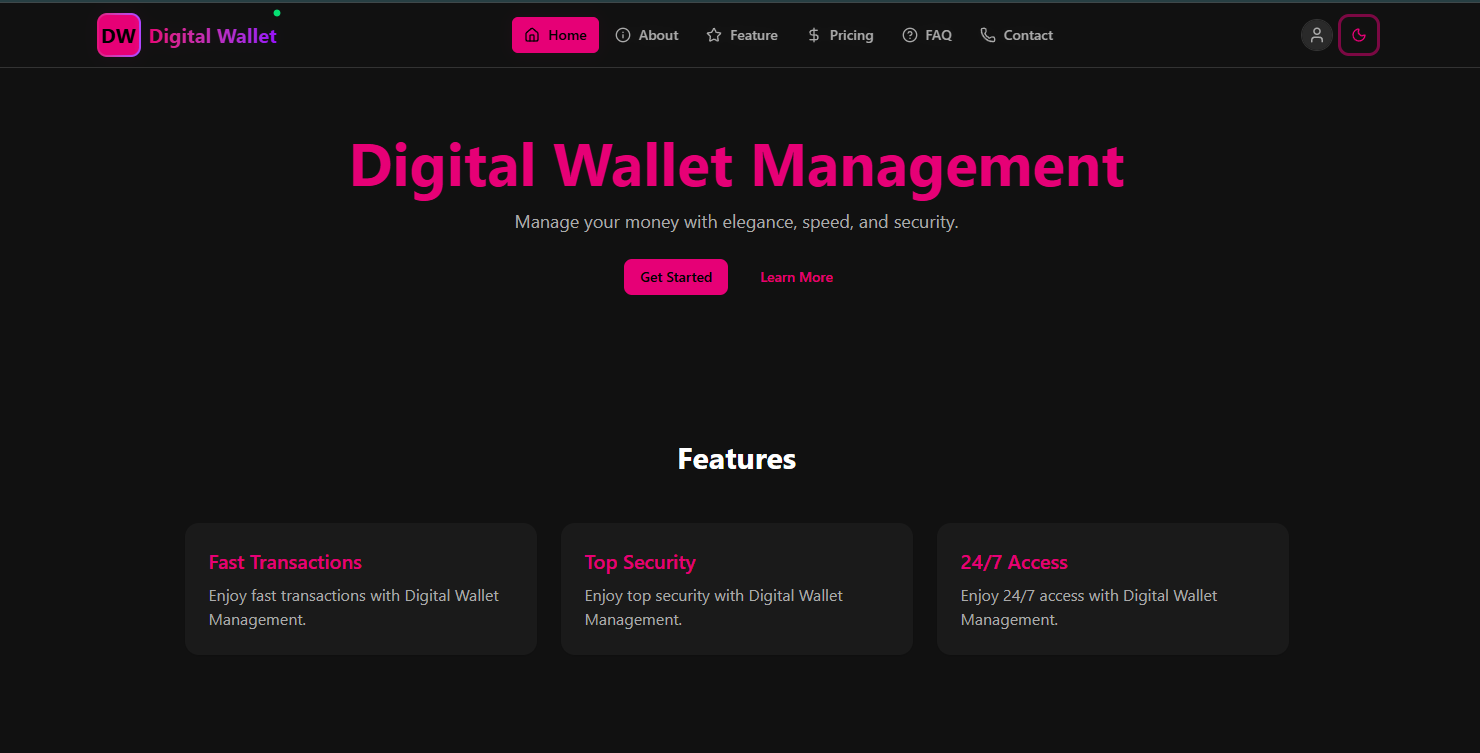 DW Digital Wallet Home About Feature Pricing FAQ Contact
Digital Wallet Management
Manage your money with elegance, speed, and security.
Get Started Learn More
Features
Fast Transactions
Enjoy fast transactions with Digital Wallet
Management.
Top Security
Enjoy top security with Digital Wallet
Management.
24/7 Access
Enjoy 24/7 access with Digital Wallet
Management.